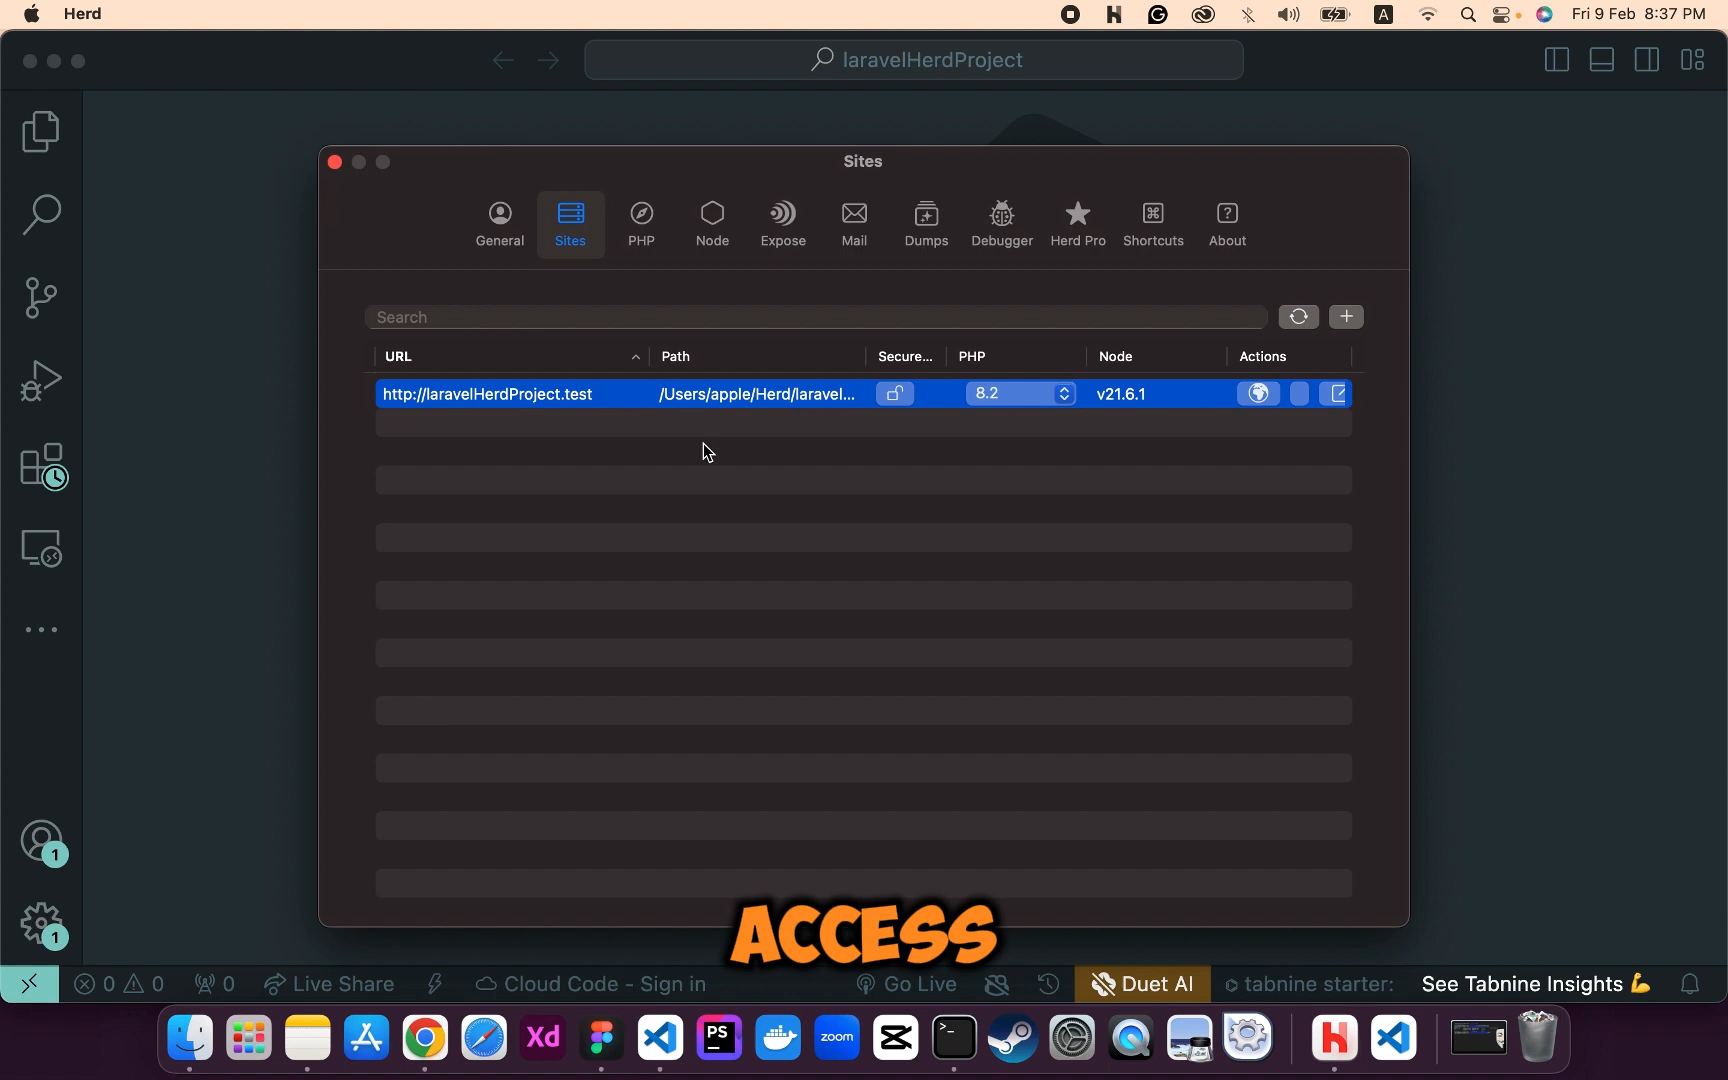 Herd
A
Fri 9 Feb 8:37 PM
laravelHerdProject
Sites
General
Sites
PHP
Node
Expose
Mail
Dumps
Debugger
Herd Pro
Shortcuts
About
Search
URL
Path
Secure...
PHP
Node
Actions
http://laravelHerdProject.test
/Users/apple/Herd/laravel...
8.2
v21.6.1
1
1
ACCESS
0
0
0
Live Share
Cloud Code - Sign in
Go Live
Duet AI
tabnine starter:
See Tabnine Insights
Xd
PS
zoom